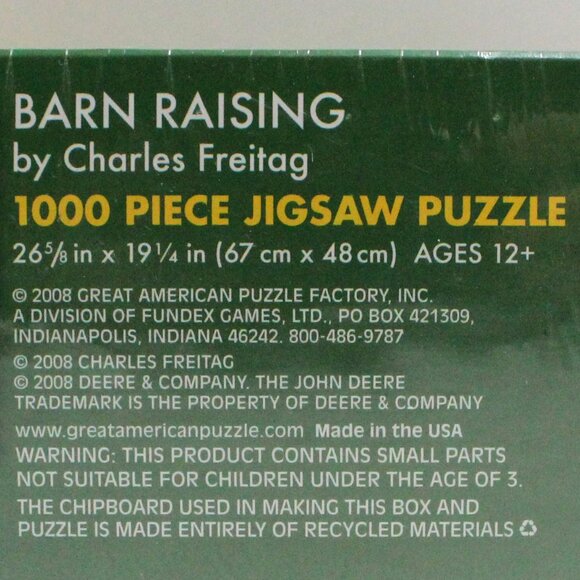 BARN RAISING
by Charles Freitag
1000 PIECE JIGSAW PUZZLE
26⅝ in x 19¼ in (67 cm x 48 cm) AGES 12+
© 2008 GREAT AMERICAN PUZZLE FACTORY, INC.
A DIVISION OF FUNDEX GAMES, LTD., PO BOX 421309,
INDIANAPOLIS, INDIANA 46242. 800-486-9787
© 2008 CHARLES FREITAG
© 2008 DEERE & COMPANY. THE JOHN DEERE
TRADEMARK IS THE PROPERTY OF DEERE & COMPANY
www.greatamericanpuzzle.com Made in the USA
WARNING: THIS PRODUCT CONTAINS SMALL PARTS
NOT SUITABLE FOR CHILDREN UNDER THE AGE OF 3.
THE CHIPBOARD USED IN MAKING THIS BOX AND
PUZZLE IS MADE ENTIRELY OF RECYCLED MATERIALS ♲